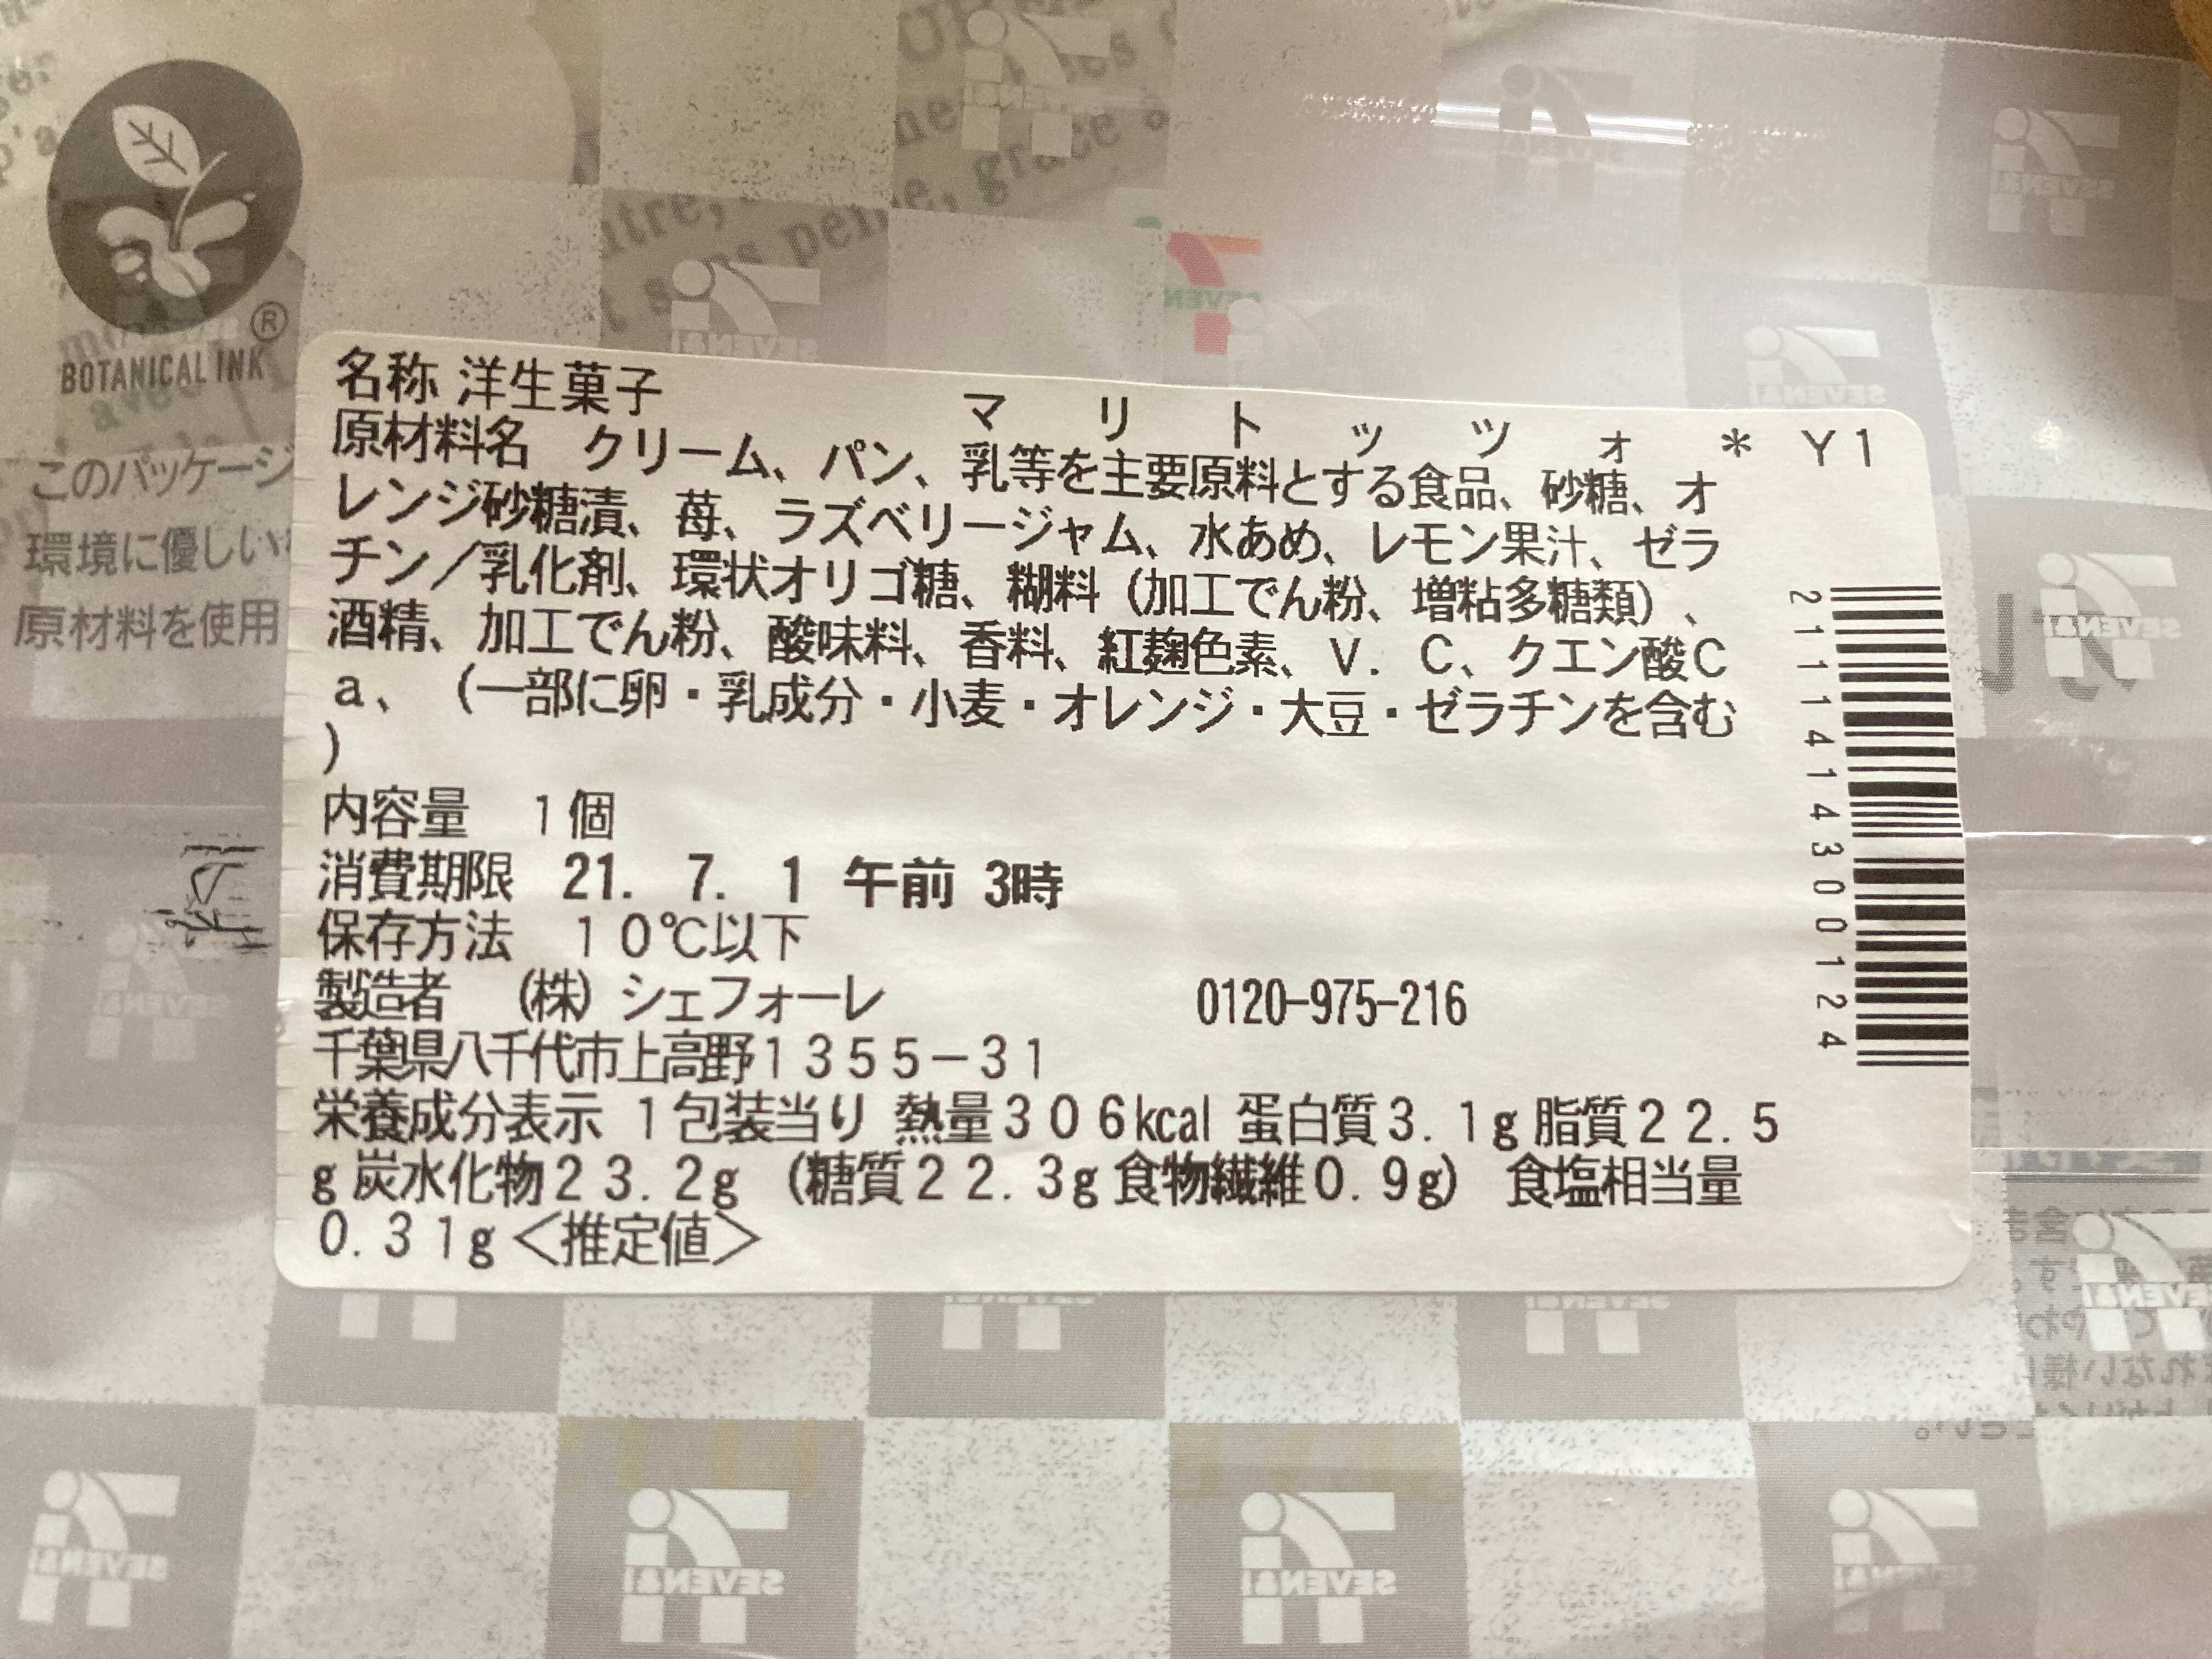 BOTANICAL INK
®
このパッケージ
環境に優しい
原材料を使用
名称 洋生菓子
マリトッツォ* Y1
原材料名 クリーム、パン、乳等を主要原料とする食品、砂糖、オ
レンジ砂糖漬、苺、ラズベリージャム、水あめ、レモン果汁、ゼラ
チン/乳化剤、環状オリゴ糖、糊料(加工でん粉、増粘多糖類)、
酒精、加工でん粉、酸味料、香料、紅麹色素、V.C、クエン酸C
a、(一部に卵・乳成分・小麦・オレンジ・大豆・ゼラチンを含む
)
内容量 1個
消費期限 21. 7. 1 午前 3時
保存方法 10℃以下
製造者 (株)シェフォーレ 0120-975-216
千葉県八千代市上高野1355-31
栄養成分表示 1包装当り 熱量306kcal 蛋白質3.1g 脂質22.5
g 炭水化物23.2g (糖質22.3g 食物繊維0.9g) 食塩相当量
0.31g<推定値>
2111414300124